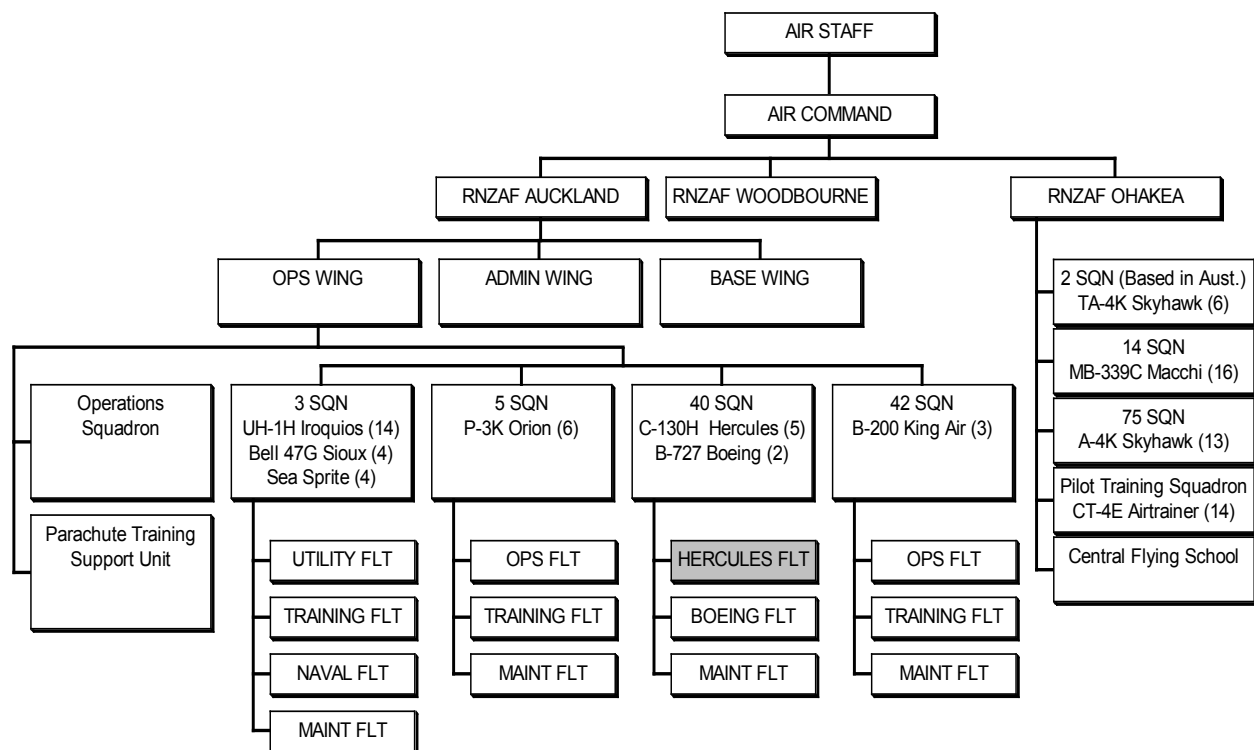 AIR STAFF
AIR COMMAND
RNZAF AUCKLAND
RNZAF WOODBOURNE
RNZAF OHAKEA
OPS WING
ADMIN WING
BASE WING
2 SQN (Based in Aust.)
TA-4K Skyhawk (6)
14 SQN
MB-339C Macchi (16)
75 SQN
A-4K Skyhawk (13)
Pilot Training Squadron
CT-4E Airtrainer (14)
Central Flying School
Operations
Squadron
Parachute Training
Support Unit
3 SQN
UH-1H Iroquios (14)
Bell 47G Sioux (4)
Sea Sprite (4)
UTILITY FLT
TRAINING FLT
NAVAL FLT
MAINT FLT
5 SQN
P-3K Orion (6)
OPS FLT
TRAINING FLT
MAINT FLT
40 SQN
C-130H Hercules (5)
B-727 Boeing (2)
HERCULES FLT
BOEING FLT
MAINT FLT
42 SQN
B-200 King Air (3)
OPS FLT
TRAINING FLT
MAINT FLT